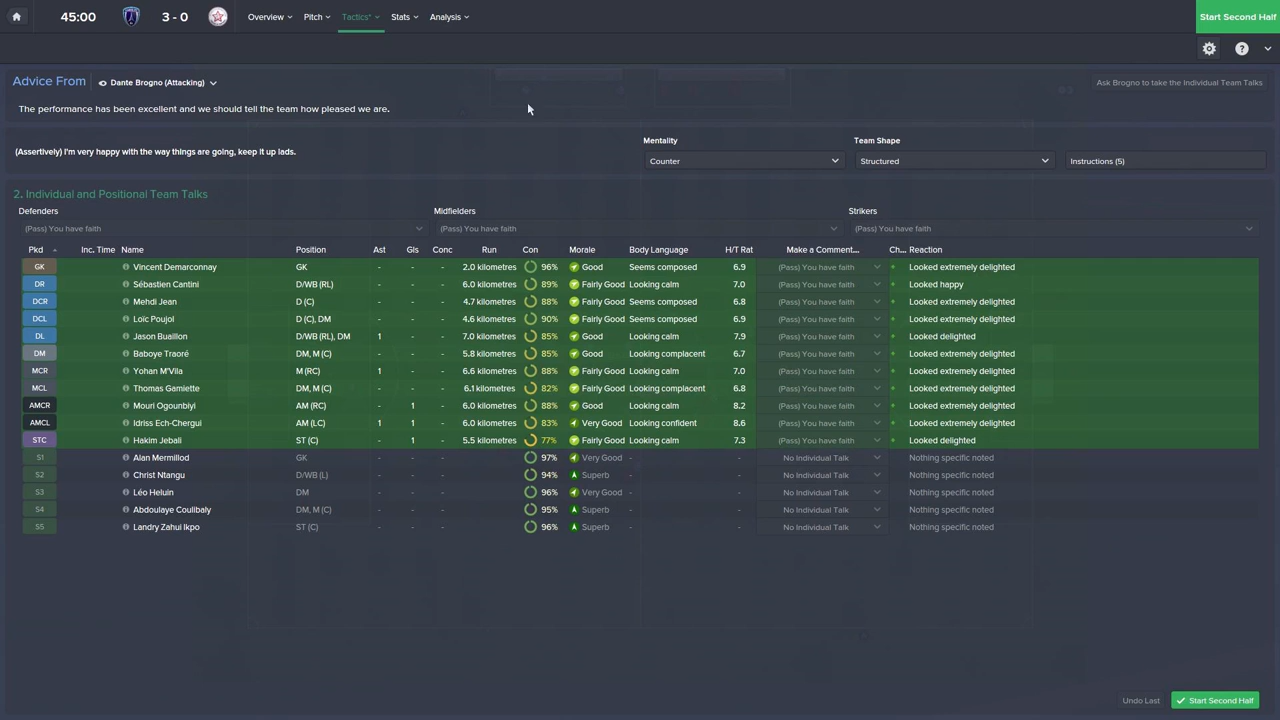 45:00 3 - 0 Overview Pitch Tactics* Stats Analysis Start Second Half
?
Advice From Dante Brogno (Attacking) Ask Brogno to take the Individual Team Talks
The performance has been excellent and we should tell the team how pleased we are.
Mentality Team Shape
(Assertively) I'm very happy with the way things are going, keep it up lads.
Counter Structured Instructions (5)
2. Individual and Positional Team Talks
Defenders Midfielders Strikers
(Pass) You have faith (Pass) You have faith (Pass) You have faith
Pkd Inc. Time Name Position Ast Gls Conc Run Con Morale Body Language H/T Rat Make a Comment... Ch... Reaction
GK Vincent Demarconnay GK - - - 2.0 kilometres 96% Good Seems composed 6.9 (Pass) You have faith Looked extremely delighted
DR Sébastien Cantini D/WB (RL) - - - 6.0 kilometres 89% Fairly Good Looking calm 7.0 (Pass) You have faith Looked happy
DCR Mehdi Jean D (C) - - - 4.7 kilometres 88% Fairly Good Seems composed 6.8 (Pass) You have faith Looked extremely delighted
DCL Loïc Poujol D (C), DM - - - 4.6 kilometres 90% Fairly Good Seems composed 6.9 (Pass) You have faith Looked extremely delighted
DL Jason Buaillon D/WB (RL), DM 1 - - 7.0 kilometres 85% Good Looking calm 7.9 (Pass) You have faith Looked delighted
DM Baboye Traoré DM, M (C) - - - 5.8 kilometres 85% Good Looking complacent 6.7 (Pass) You have faith Looked extremely delighted
MCR Yohan M'Vila M (RC) 1 - - 6.6 kilometres 88% Fairly Good Looking calm 7.0 (Pass) You have faith Looked extremely delighted
MCL Thomas Gamiette DM, M (C) - - - 6.1 kilometres 82% Fairly Good Looking complacent 6.8 (Pass) You have faith Looked extremely delighted
AMCR Mouri Ogounbiyi AM (RC) - 1 - 6.0 kilometres 88% Good Looking calm 8.2 (Pass) You have faith Looked extremely delighted
AMCL Idriss Ech-Chergui AM (LC) 1 1 - 6.0 kilometres 83% Very Good Looking confident 8.6 (Pass) You have faith Looked extremely delighted
STC Hakim Jebali ST (C) - 1 - 5.5 kilometres 77% Fairly Good Looking calm 7.3 (Pass) You have faith Looked delighted
S1 Alan Mermillod GK 97% Very Good - - No Individual Talk Nothing specific noted
S2 Christ Ntangu D/WB (L) 94% Superb - - No Individual Talk Nothing specific noted
S3 Léo Heluin DM 96% Very Good - - No Individual Talk Nothing specific noted
S4 Abdoulaye Coulibaly DM, M (C) 95% Superb - - No Individual Talk Nothing specific noted
S5 Landry Zahui Ikpo ST (C) 96% Superb - - No Individual Talk Nothing specific noted
Undo Last Start Second Half